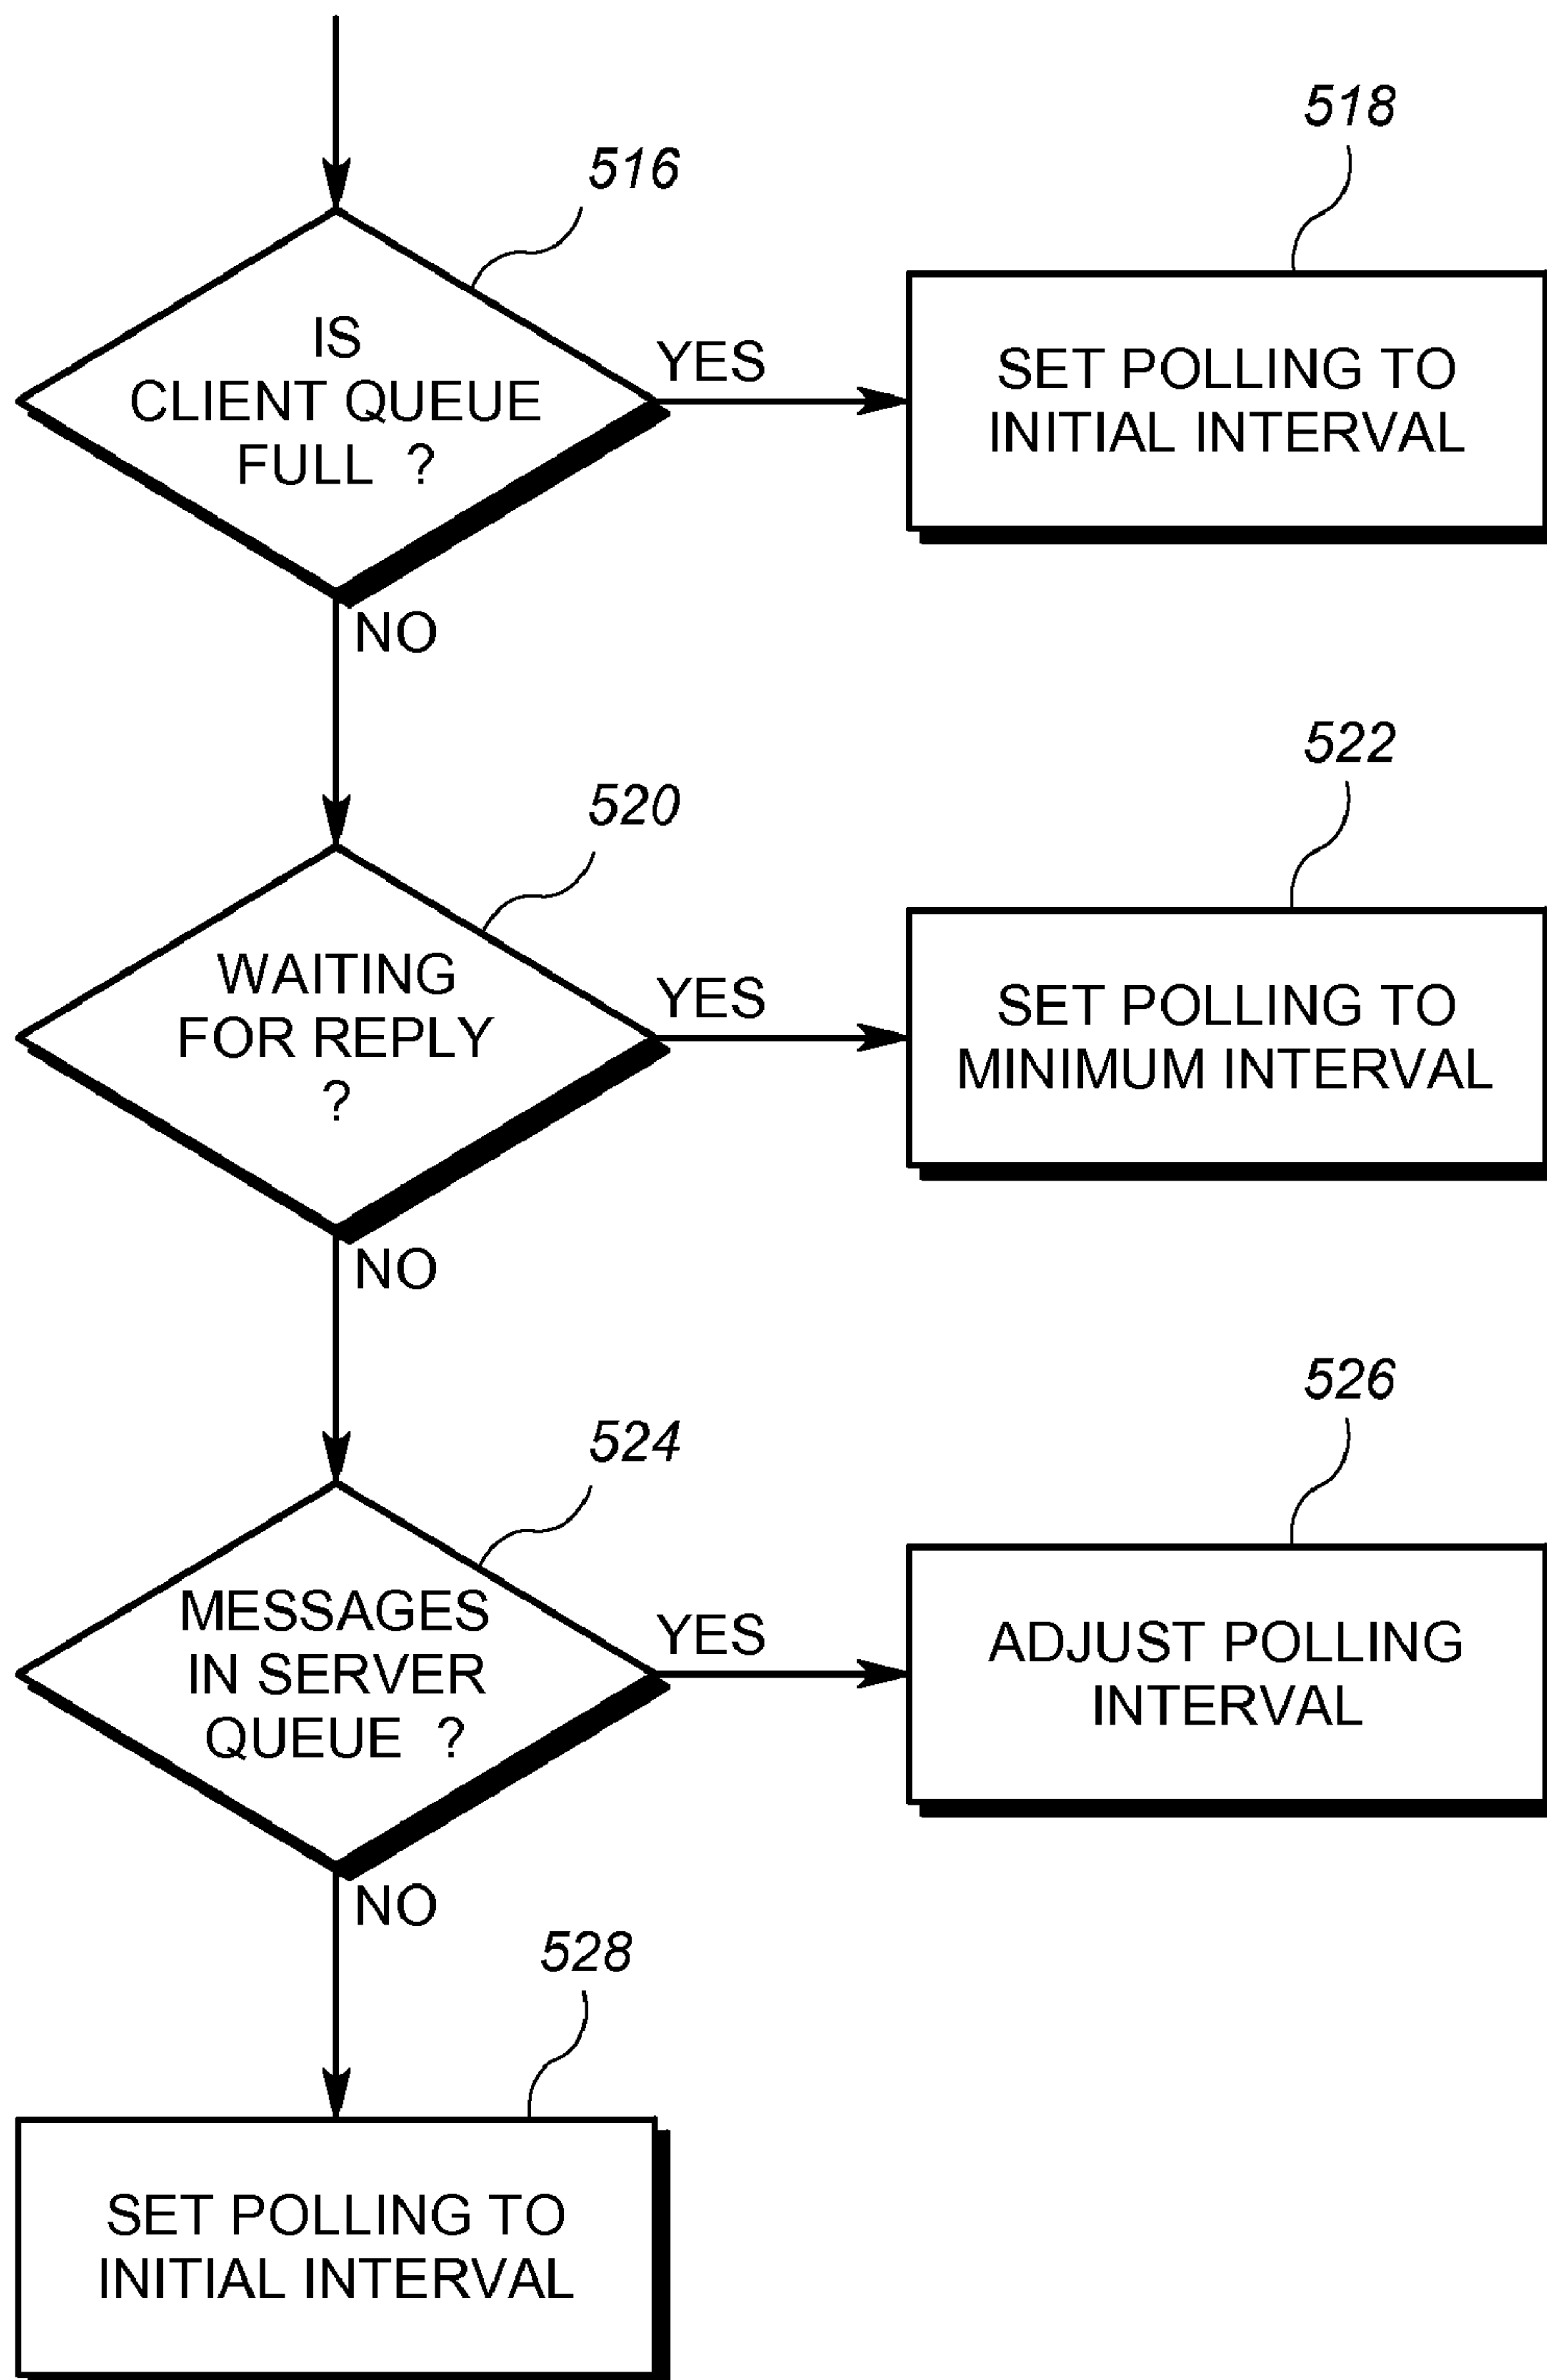 518
516
IS
CLIENT QUEUE
FULL ?
YES
SET POLLING TO
INITIAL INTERVAL
NO
522
520
WAITING
FOR REPLY
?
YES
SET POLLING TO
MINIMUM INTERVAL
NO
526
524
MESSAGES
IN SERVER
QUEUE ?
YES
ADJUST POLLING
INTERVAL
NO
528
SET POLLING TO
INITIAL INTERVAL